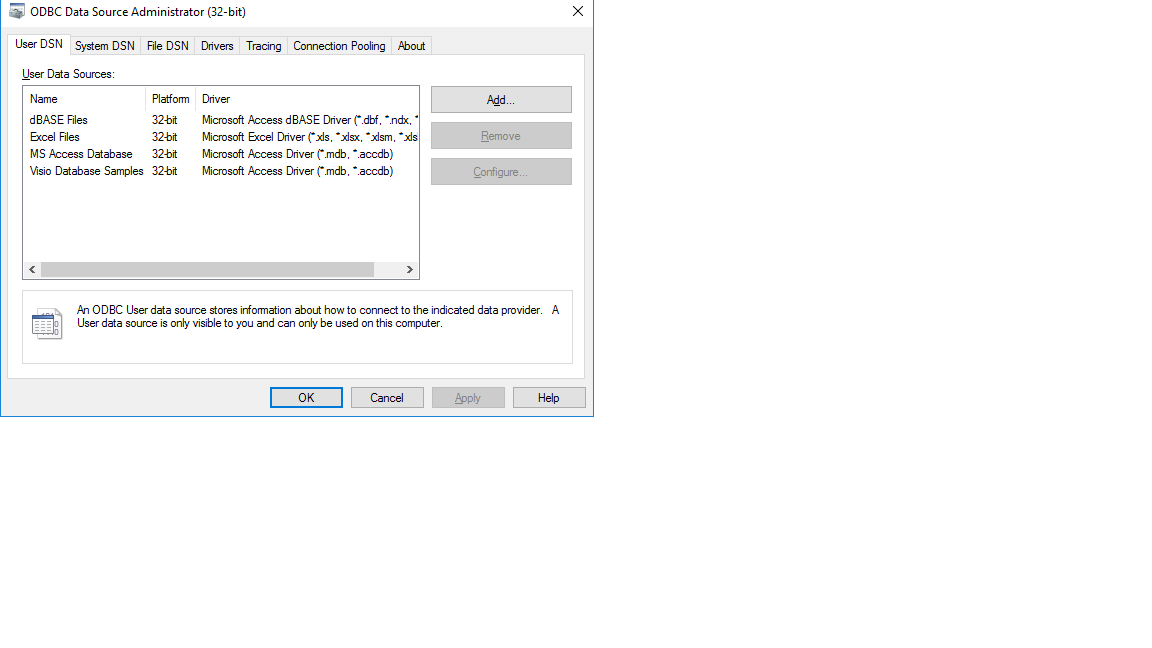 ODBC Data Source Administrator (32-bit)
User DSN System DSN File DSN Drivers Tracing Connection Pooling About
User Data Sources:
Name Platform Driver
dBASE Files 32-bit Microsoft Access dBASE Driver (*.dbf, *.ndx, *
Excel Files 32-bit Microsoft Excel Driver (*.xls, *.xlsx, *.xlsm, *.xls
MS Access Database 32-bit Microsoft Access Driver (*.mdb, *.accdb)
Visio Database Samples 32-bit Microsoft Access Driver (*.mdb, *.accdb)
Add...
Remove
Configure...
An ODBC User data source stores information about how to connect to the indicated data provider. A
User data source is only visible to you and can only be used on this computer.
OK Cancel Apply Help